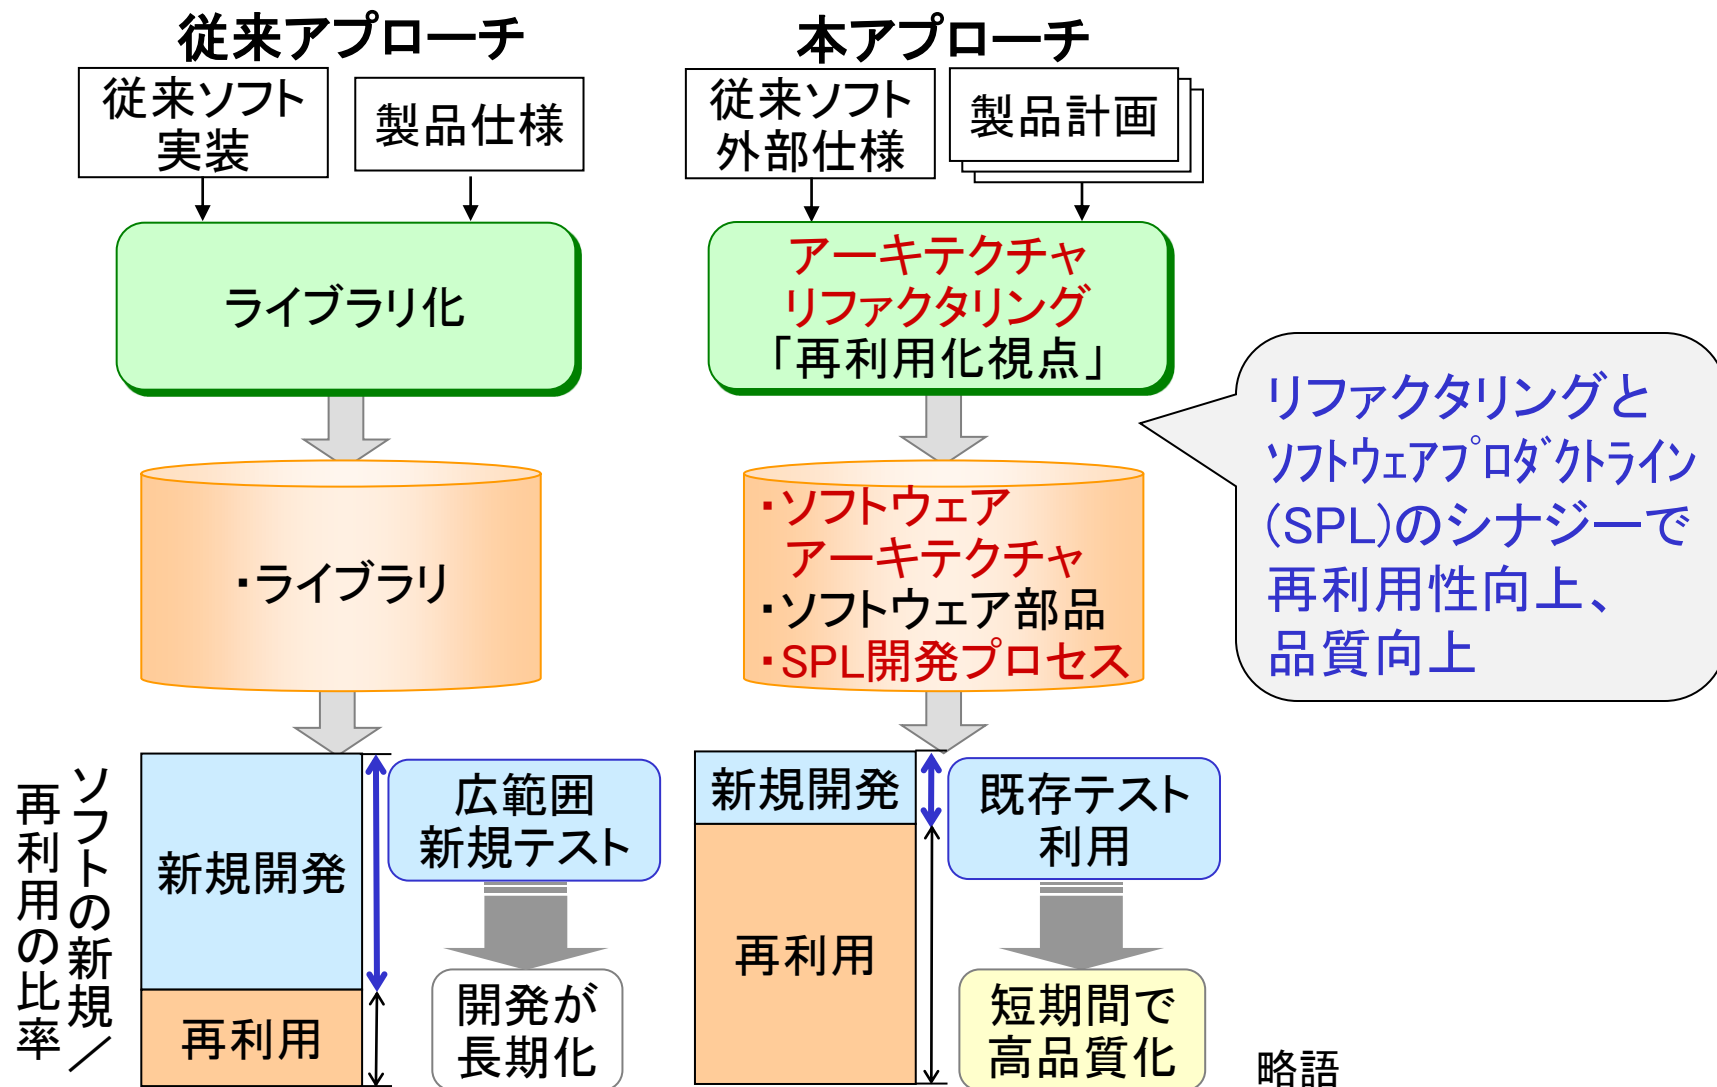 従来アプローチ
従来ソフト
実装
製品仕様
ライブラリ化
・ライブラリ
ソフトの新規／
再利用の比率
新規開発
再利用
広範囲
新規テスト
開発が
長期化
本アプローチ
従来ソフト
外部仕様
製品計画
アーキテクチャ
リファクタリング
「再利用化視点」
・ソフトウェア
アーキテクチャ
・ソフトウェア部品
・SPL開発プロセス
新規開発
再利用
既存テスト
利用
短期間で
高品質化
リファクタリングと
ｿﾌﾄｳｪｱﾌﾟﾛﾀﾞｸﾄﾗｲﾝ
(SPL)のシナジーで
再利用性向上、
品質向上
略語